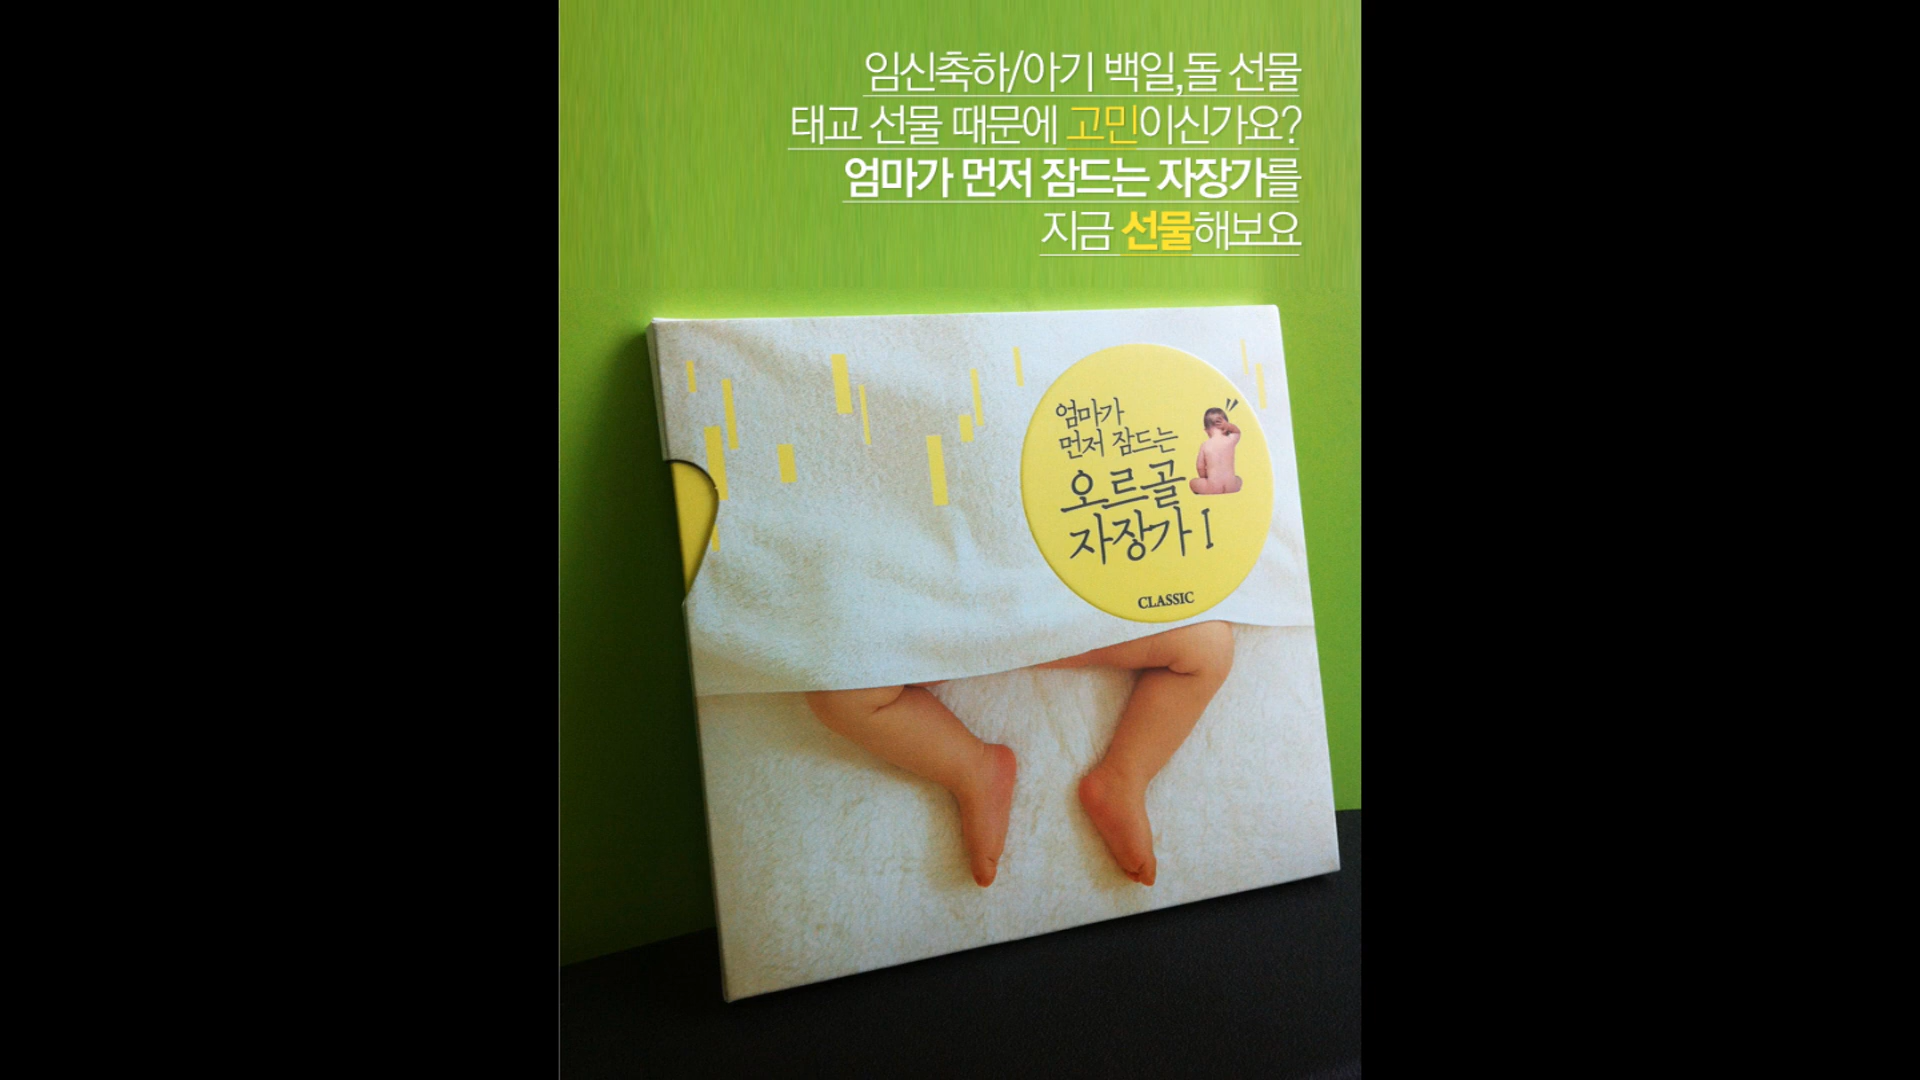 임신축하/아기 백일,돌 선물
태교 선물 때문에 고민이신가요?
엄마가 먼저 잠드는 자장가를
지금 선물해보요
엄마가
먼저 잠드는
오르골
자장가 I
CLASSIC